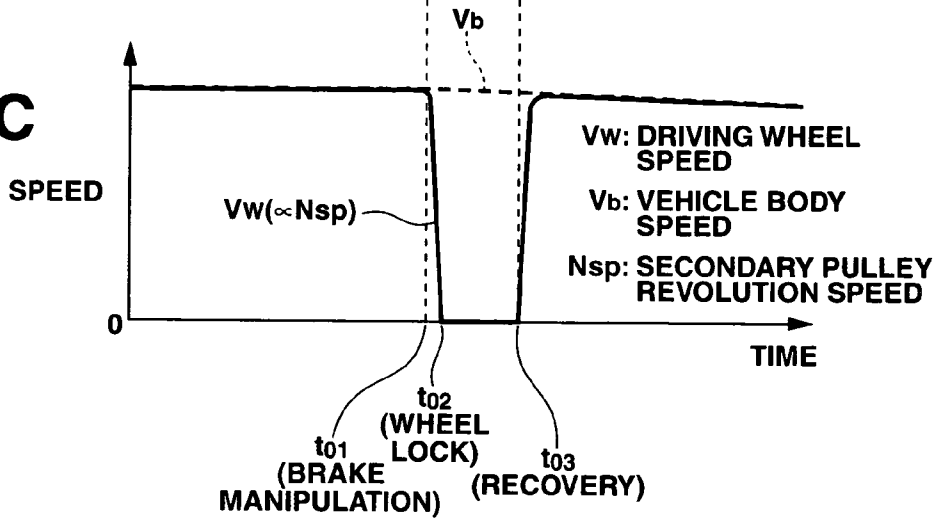 Vb
C
SPEED
Vw(∝Nsp)
Vw: DRIVING WHEEL
SPEED
Vb: VEHICLE BODY
SPEED
Nsp: SECONDARY PULLEY
REVOLUTION SPEED
0
TIME
t02
(WHEEL
LOCK)
t01
(BRAKE
MANIPULATION)
t03
(RECOVERY)